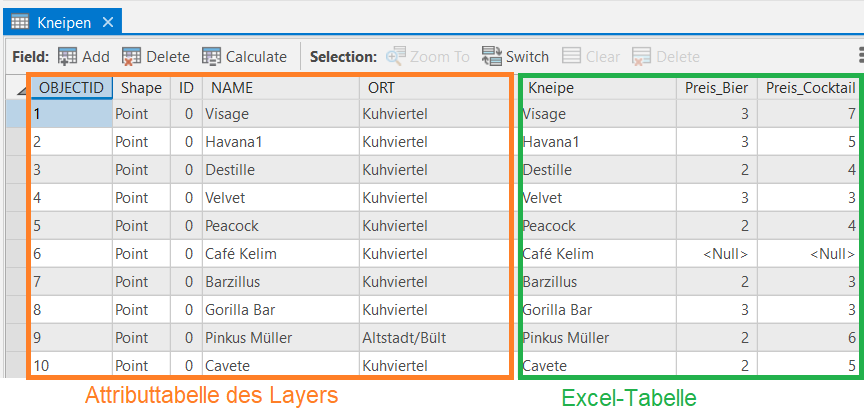 Kneipen
Field: Add Delete Calculate Selection: Zoom To Switch Clear Delete
OBJECTID Shape ID NAME ORT Kneipe Preis_Bier Preis_Cocktail
1 Point 0 Visage Kuhviertel Visage 3 7
2 Point 0 Havana1 Kuhviertel Havana1 3 5
3 Point 0 Destille Kuhviertel Destille 2 4
4 Point 0 Velvet Kuhviertel Velvet 3 3
5 Point 0 Peacock Kuhviertel Peacock 2 4
6 Point 0 Café Kelim Kuhviertel Café Kelim <Null> <Null>
7 Point 0 Barzillus Kuhviertel Barzillus 2 3
8 Point 0 Gorilla Bar Kuhviertel Gorilla Bar 3 3
9 Point 0 Pinkus Müller Altstadt/Bült Pinkus Müller 2 6
10 Point 0 Cavete Kuhviertel Cavete 2 5
Attributtabelle des Layers Excel-Tabelle